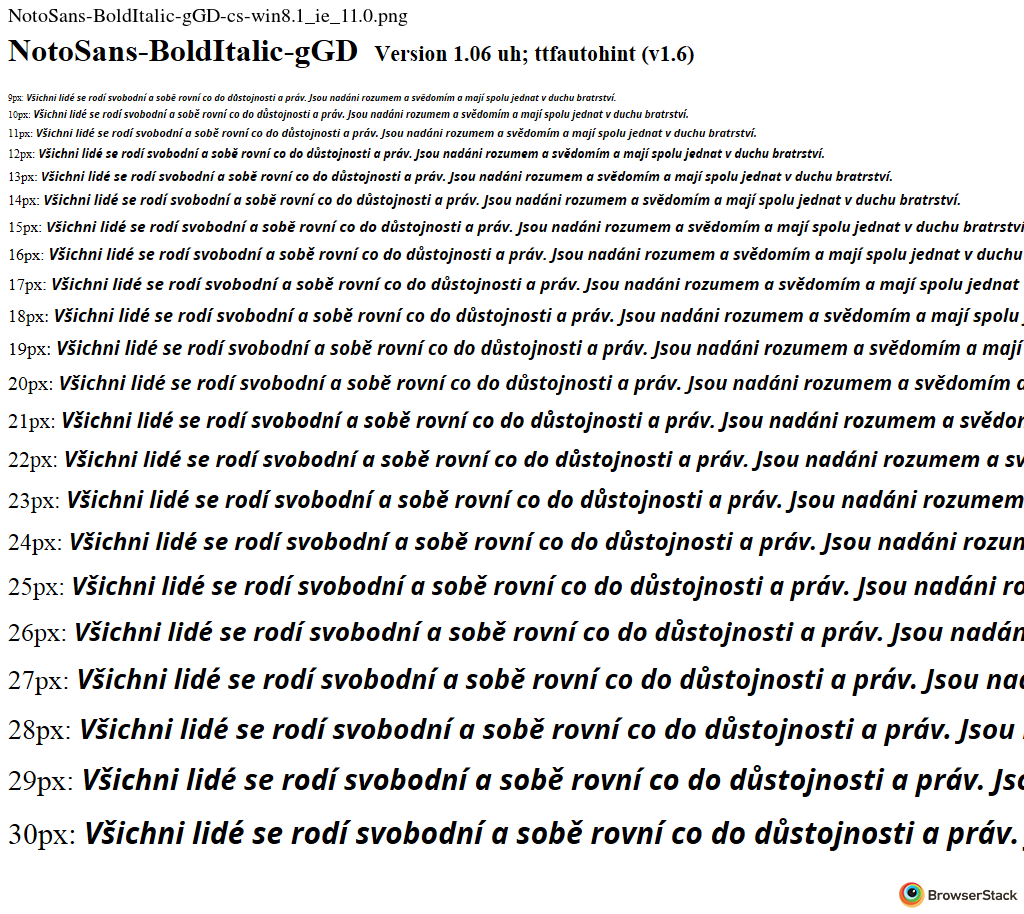 NotoSans-BoldItalic-gGD-cs-win8.1_ie_11.0.png
NotoSans-BoldItalic-gGD Version 1.06 uh; ttfautohint (v1.6)
9px: Všichni lidé se rodí svobodní a sobě rovní co do důstojnosti a práv. Jsou nadáni rozumem a svědomím a mají spolu jednat v duchu bratrství.
10px: Všichni lidé se rodí svobodní a sobě rovní co do důstojnosti a práv. Jsou nadáni rozumem a svědomím a mají spolu jednat v duchu bratrství.
11px: Všichni lidé se rodí svobodní a sobě rovní co do důstojnosti a práv. Jsou nadáni rozumem a svědomím a mají spolu jednat v duchu bratrství.
12px: Všichni lidé se rodí svobodní a sobě rovní co do důstojnosti a práv. Jsou nadáni rozumem a svědomím a mají spolu jednat v duchu bratrství.
13px: Všichni lidé se rodí svobodní a sobě rovní co do důstojnosti a práv. Jsou nadáni rozumem a svědomím a mají spolu jednat v duchu bratrství.
14px: Všichni lidé se rodí svobodní a sobě rovní co do důstojnosti a práv. Jsou nadáni rozumem a svědomím a mají spolu jednat v duchu bratrství.
15px: Všichni lidé se rodí svobodní a sobě rovní co do důstojnosti a práv. Jsou nadáni rozumem a svědomím a mají spolu jednat v duchu bratrství
16px: Všichni lidé se rodí svobodní a sobě rovní co do důstojnosti a práv. Jsou nadáni rozumem a svědomím a mají spolu jednat v duchu
17px: Všichni lidé se rodí svobodní a sobě rovní co do důstojnosti a práv. Jsou nadáni rozumem a svědomím a mají spolu jednat
18px: Všichni lidé se rodí svobodní a sobě rovní co do důstojnosti a práv. Jsou nadáni rozumem a svědomím a mají spolu
19px: Všichni lidé se rodí svobodní a sobě rovní co do důstojnosti a práv. Jsou nadáni rozumem a svědomím a mají
20px: Všichni lidé se rodí svobodní a sobě rovní co do důstojnosti a práv. Jsou nadáni rozumem a svědomím a
21px: Všichni lidé se rodí svobodní a sobě rovní co do důstojnosti a práv. Jsou nadáni rozumem a svědom
22px: Všichni lidé se rodí svobodní a sobě rovní co do důstojnosti a práv. Jsou nadáni rozumem a sv
23px: Všichni lidé se rodí svobodní a sobě rovní co do důstojnosti a práv. Jsou nadáni rozumem
24px: Všichni lidé se rodí svobodní a sobě rovní co do důstojnosti a práv. Jsou nadáni rozum
25px: Všichni lidé se rodí svobodní a sobě rovní co do důstojnosti a práv. Jsou nadáni ro
26px: Všichni lidé se rodí svobodní a sobě rovní co do důstojnosti a práv. Jsou nadán
27px: Všichni lidé se rodí svobodní a sobě rovní co do důstojnosti a práv. Jsou nad
28px: Všichni lidé se rodí svobodní a sobě rovní co do důstojnosti a práv. Jsou
29px: Všichni lidé se rodí svobodní a sobě rovní co do důstojnosti a práv. Jso
30px: Všichni lidé se rodí svobodní a sobě rovní co do důstojnosti a práv.
BrowserStack